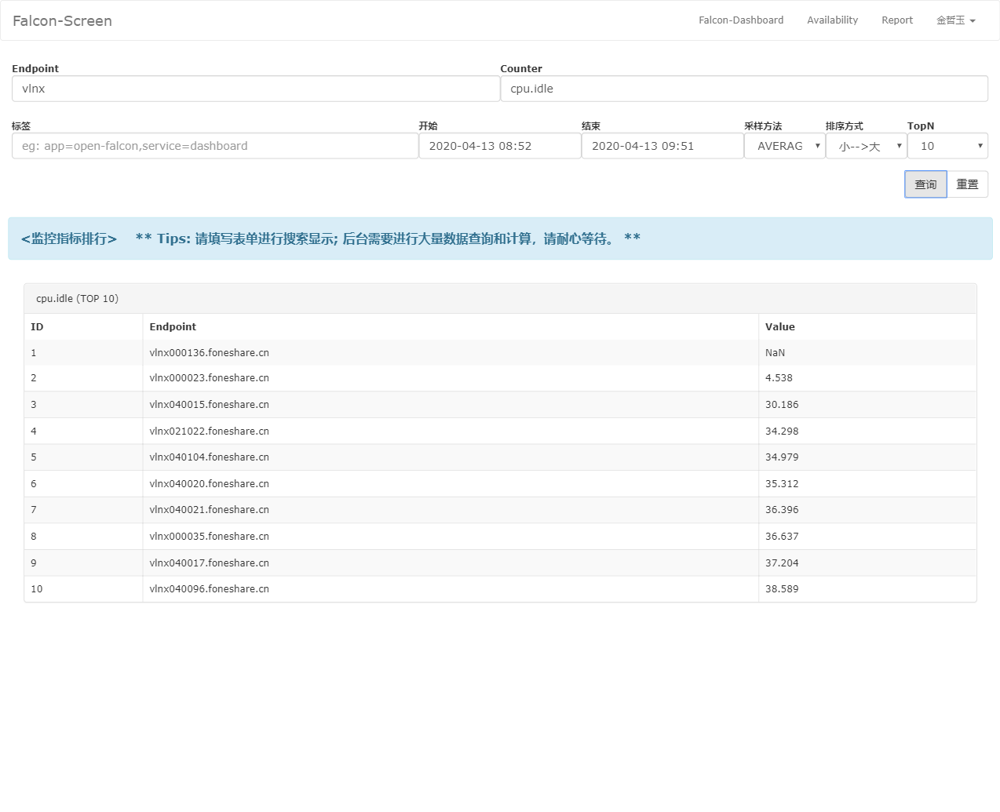 Falcon-Screen Falcon-Dashboard Availability Report 金哲玉
Endpoint Counter
vlnx cpu.idle
标签 开始 结束 采样方法 排序方式 TopN
eg: app=open-falcon,service=dashboard 2020-04-13 08:52 2020-04-13 09:51 AVERAG 小-->大 10
查询 重置
<监控指标排行> ** Tips: 请填写表单进行搜索显示; 后台需要进行大量数据查询和计算，请耐心等待。 **
cpu.idle (TOP 10)
ID Endpoint Value
1 vlnx000136.foneshare.cn NaN
2 vlnx000023.foneshare.cn 4.538
3 vlnx040015.foneshare.cn 30.186
4 vlnx021022.foneshare.cn 34.298
5 vlnx040104.foneshare.cn 34.979
6 vlnx040020.foneshare.cn 35.312
7 vlnx040021.foneshare.cn 36.396
8 vlnx000035.foneshare.cn 36.637
9 vlnx040017.foneshare.cn 37.204
10 vlnx040096.foneshare.cn 38.589